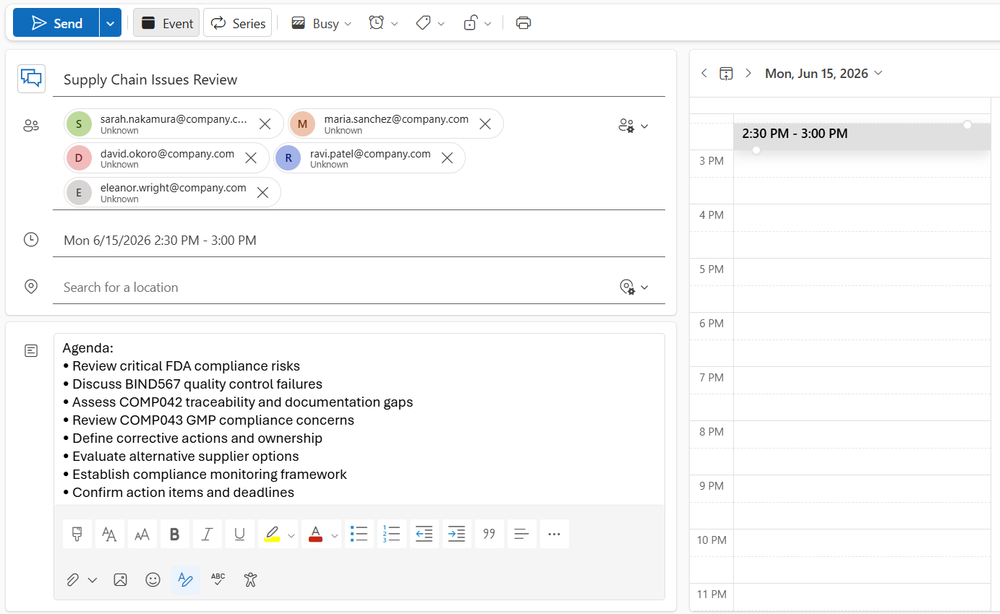 Send
Event
Series
Busy
Supply Chain Issues Review
S
sarah.nakamura@company.c...
Unknown
M
maria.sanchez@company.com
Unknown
D
david.okoro@company.com
Unknown
R
ravi.patel@company.com
Unknown
E
eleanor.wright@company.com
Unknown
Mon 6/15/2026 2:30 PM - 3:00 PM
Search for a location
Agenda:
• Review critical FDA compliance risks
• Discuss BIND567 quality control failures
• Assess COMP042 traceability and documentation gaps
• Review COMP043 GMP compliance concerns
• Define corrective actions and ownership
• Evaluate alternative supplier options
• Establish compliance monitoring framework
• Confirm action items and deadlines
AA
AA
B
I
U
A
1
2
3
ABC
Mon, Jun 15, 2026
2:30 PM - 3:00 PM
3 PM
4 PM
5 PM
6 PM
7 PM
8 PM
9 PM
10 PM
11 PM